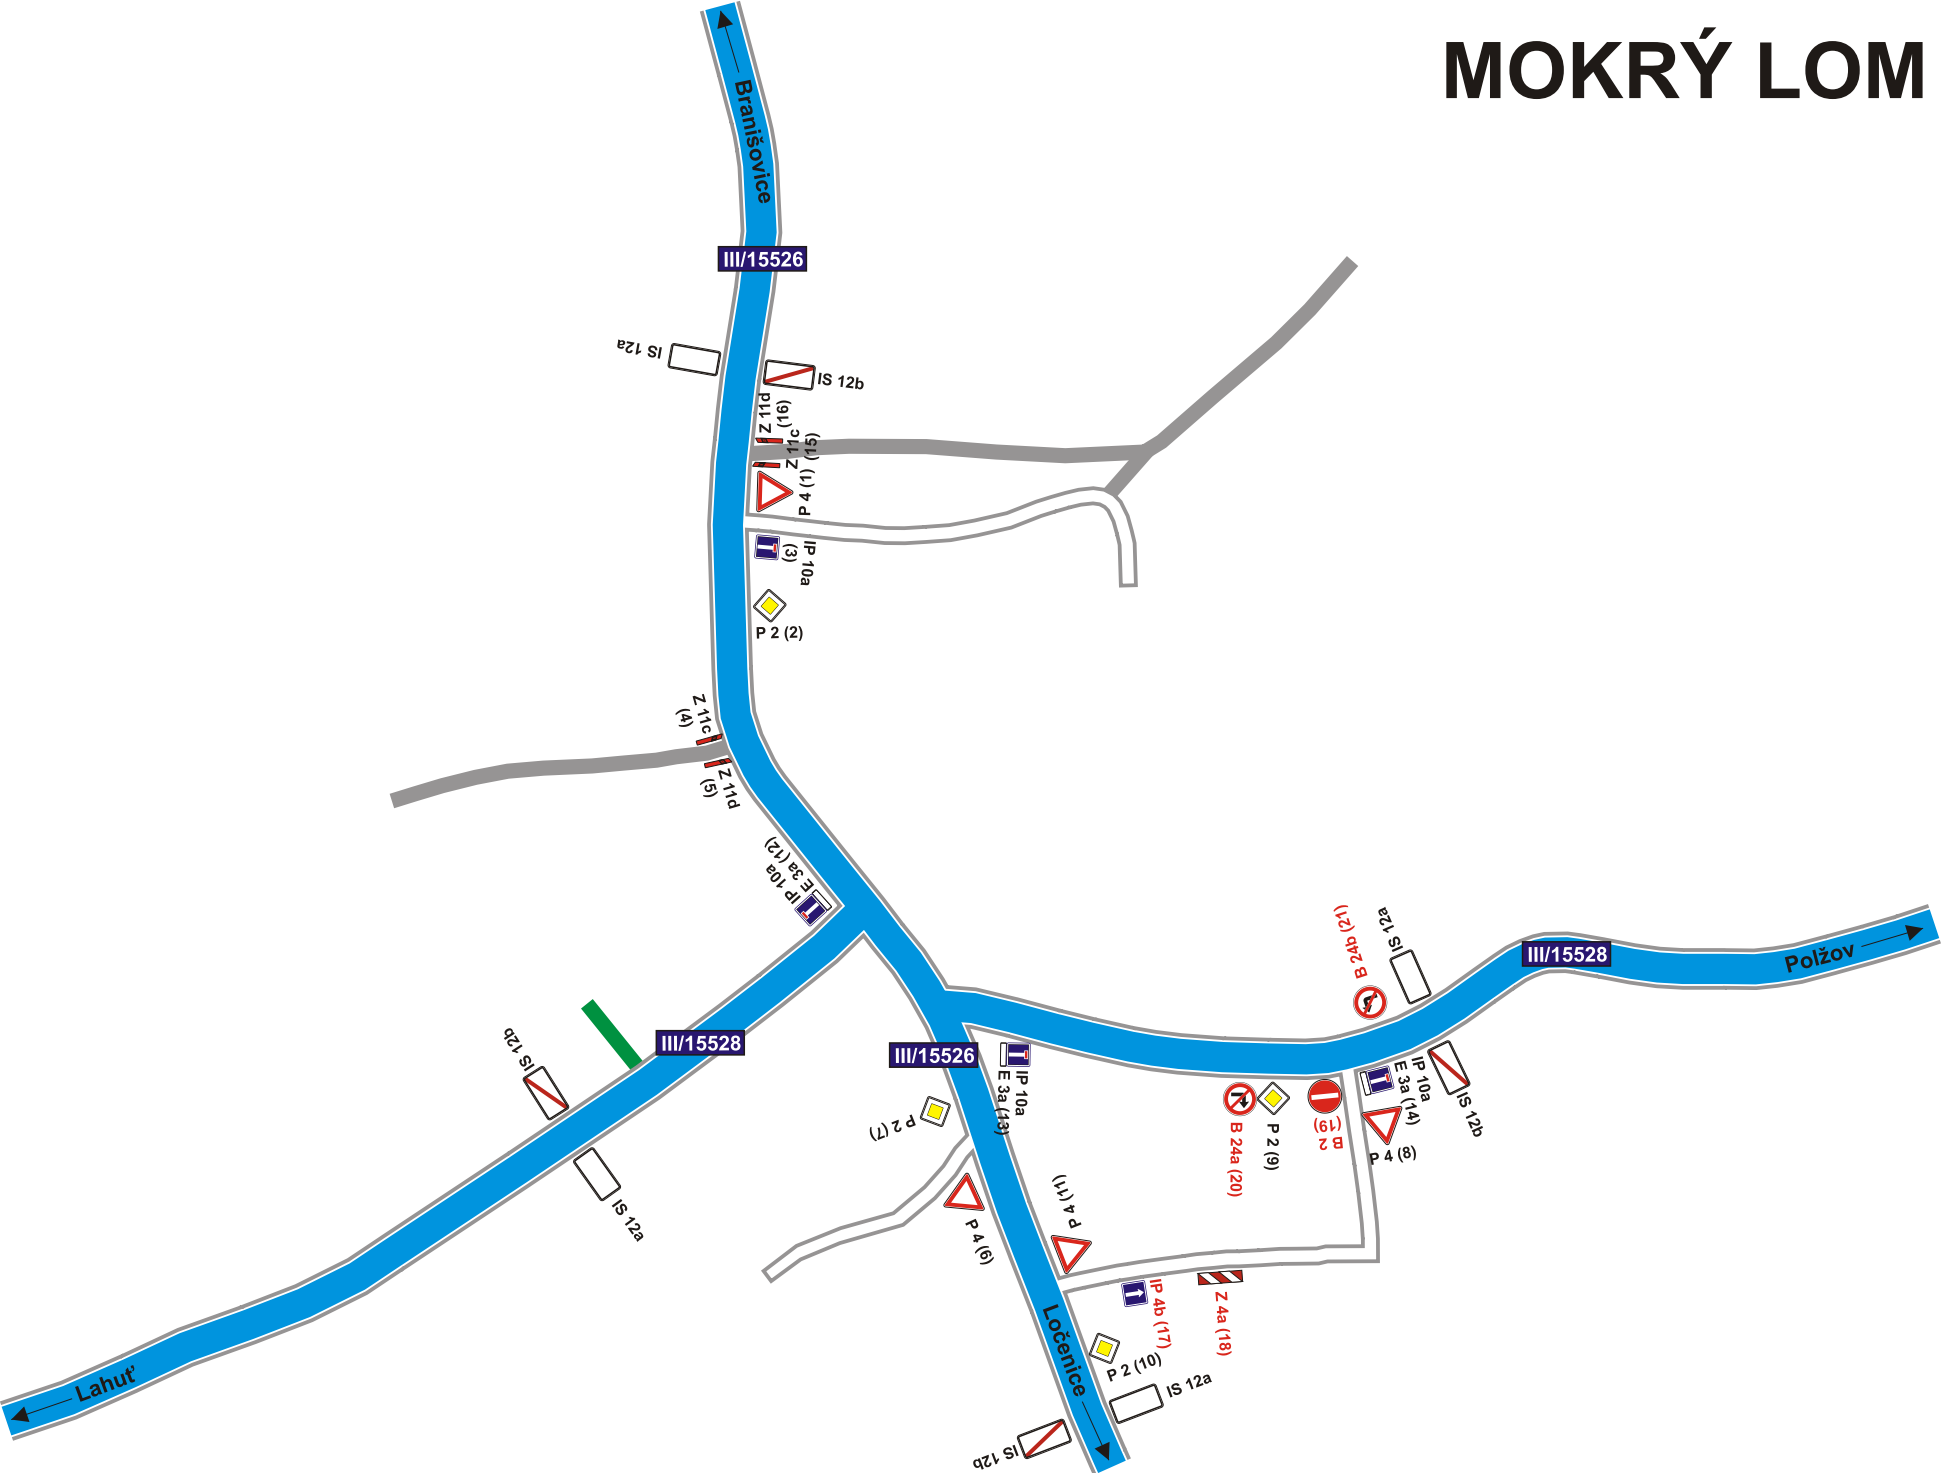 MOKRÝ LOM
Branišovice
III/15526
IS 12a
IS 12b
Z 11d
(16)
Z 11c
(15)
P 4 (1)
IP 10a
(3)
P 2 (2)
Z 11c
(4)
Z 11d
(5)
E 3a (12)
IP 10a
III/15528
IS 12b
IS 12a
Lahuť
III/15526
IP 10a
E 3a (13)
P 2 (7)
P 4 (6)
P 4 (11)
IP 4b (17)
Z 4a (18)
Ločenice
P 2 (10)
IS 12a
IS 12b
B 24a (20)
P 2 (9)
B 2
(19)
B 24b (21)
IS 12a
IP 10a
E 3a (14)
P 4 (8)
IS 12b
III/15528
Polžov